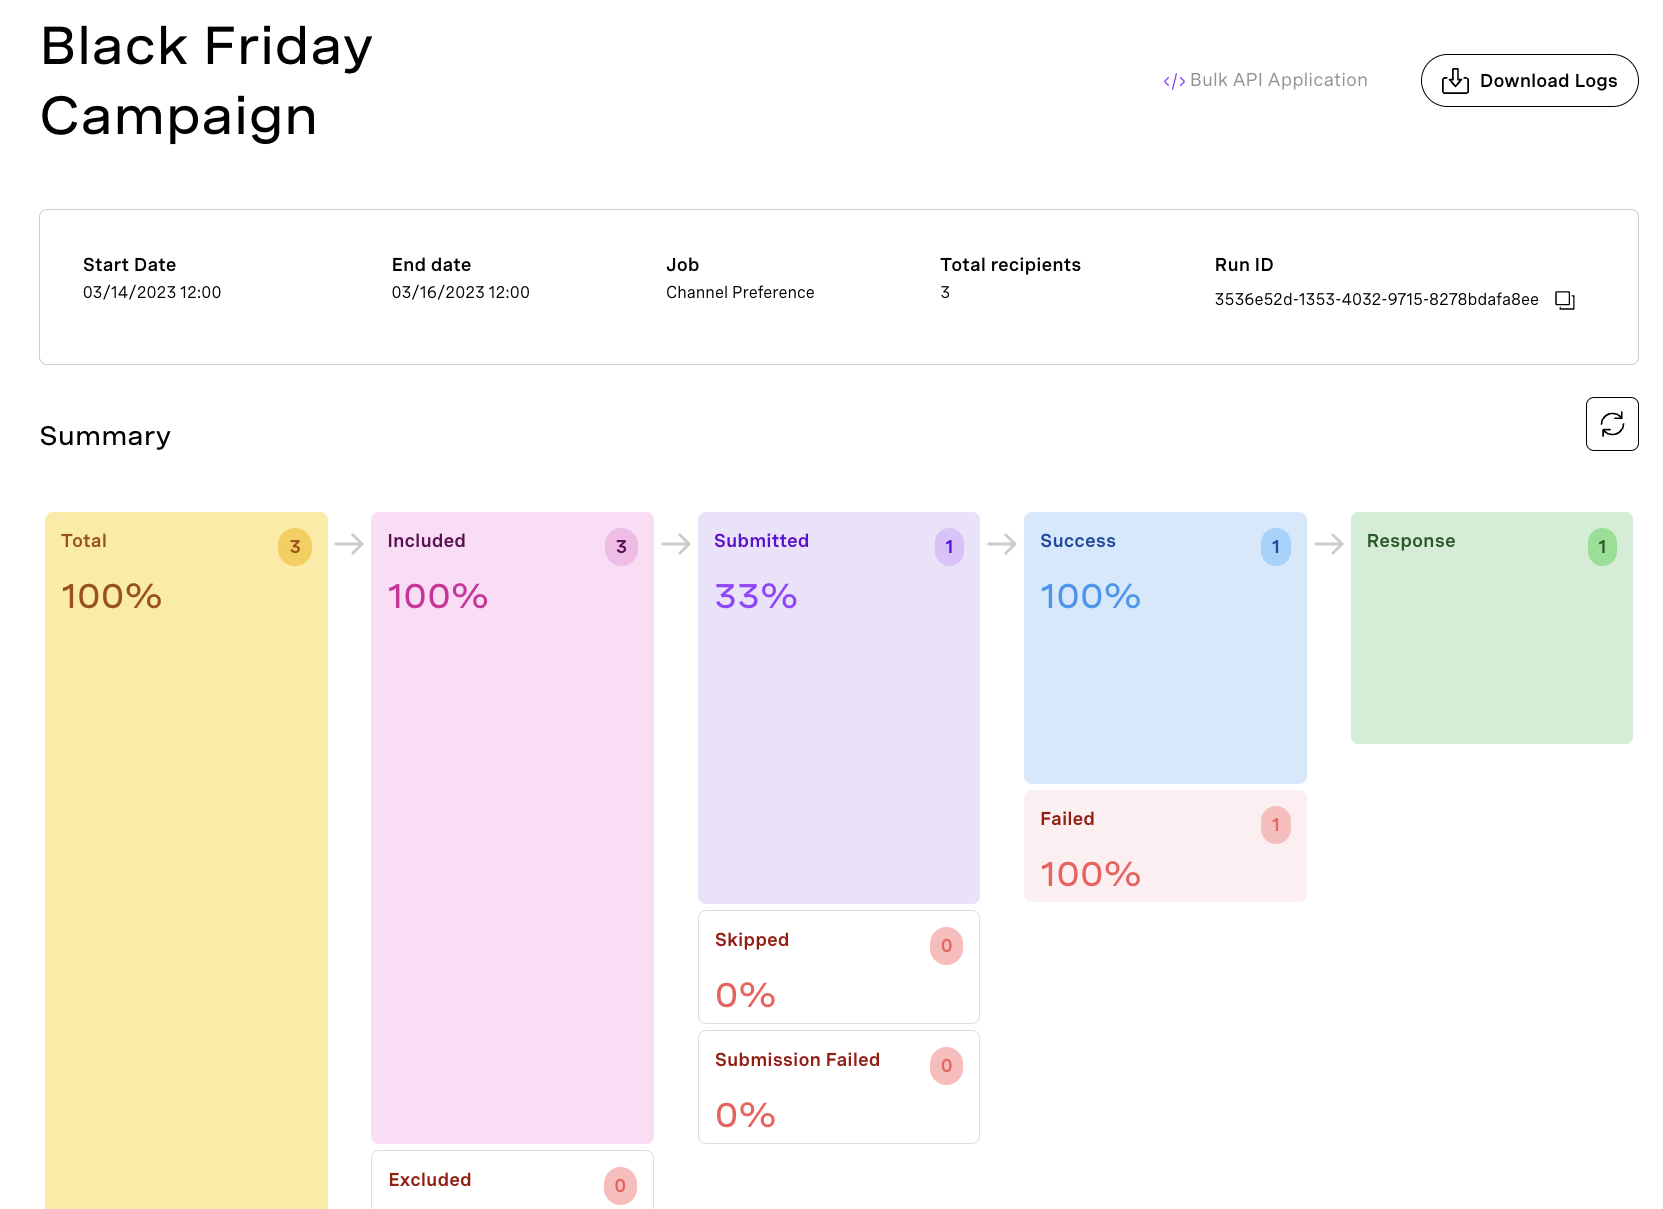 Black Friday
Campaign
</> Bulk API Application
Download Logs
Start Date
03/14/2023 12:00
End date
03/16/2023 12:00
Job
Channel Preference
Total recipients
3
Run ID
3536e52d-1353-4032-9715-8278bdafa8ee
Summary
Total 3
100%
Included 3
100%
Submitted 1
33%
Success 1
100%
Response 1
Failed 1
100%
Skipped 0
0%
Submission Failed 0
0%
Excluded 0